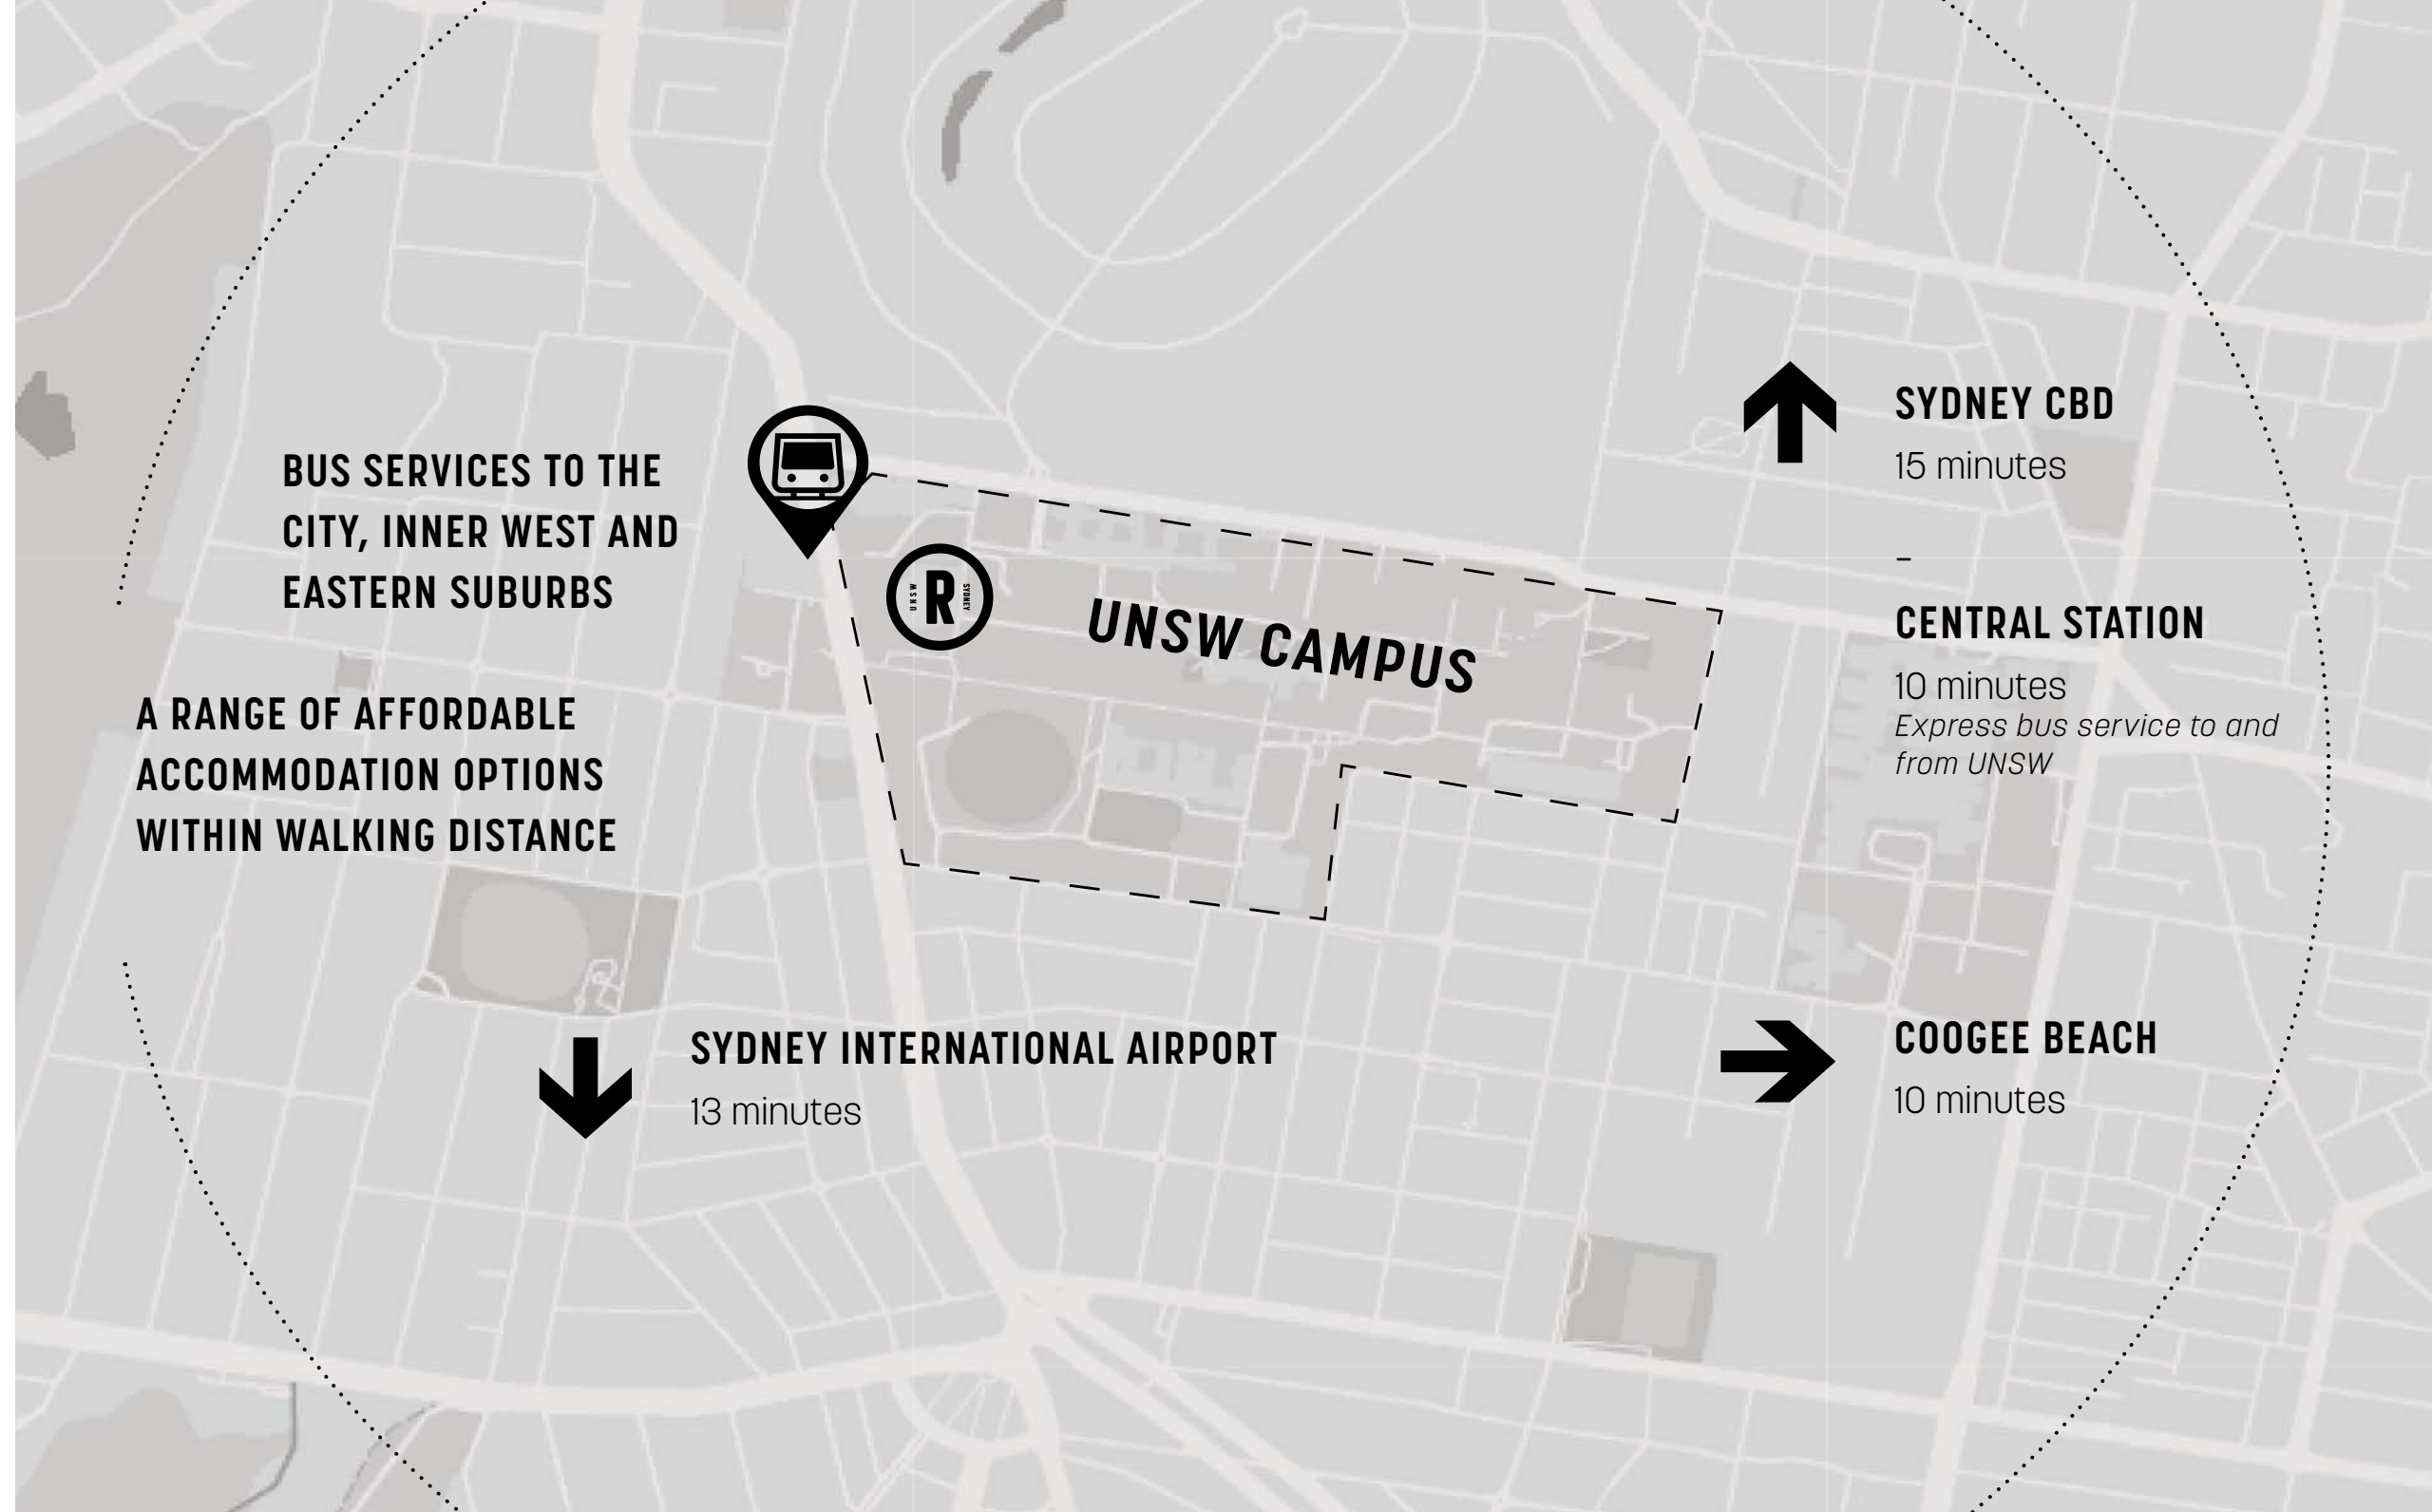 BUS SERVICES TO THE
CITY, INNER WEST AND
EASTERN SUBURBS
A RANGE OF AFFORDABLE
ACCOMMODATION OPTIONS
WITHIN WALKING DISTANCE
UNSW
R
SYDNEY
UNSW CAMPUS
SYDNEY CBD
15 minutes
–
CENTRAL STATION
10 minutes
Express bus service to and
from UNSW
SYDNEY INTERNATIONAL AIRPORT
13 minutes
COOGEE BEACH
10 minutes